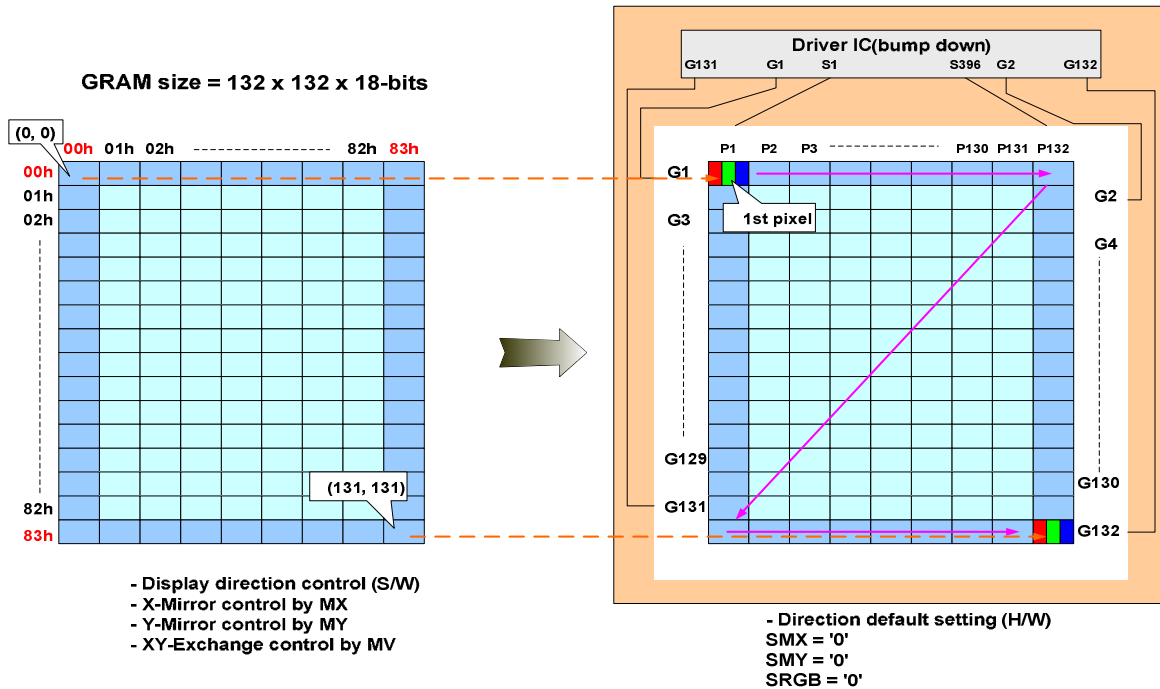 GRAM size = 132 x 132 x 18-bits
(0, 0)
00h 01h 02h 82h 83h
00h
01h
02h
82h
83h
(131, 131)
- Display direction control (S/W)
- X-Mirror control by MX
- Y-Mirror control by MY
- XY-Exchange control by MV
Driver IC(bump down)
G131 G1 S1 S396 G2 G132
P1 P2 P3 P130 P131 P132
G1
G2
1st pixel
G3
G4
G129
G130
G131
G132
- Direction default setting (H/W)
SMX = '0'
SMY = '0'
SRGB = '0'